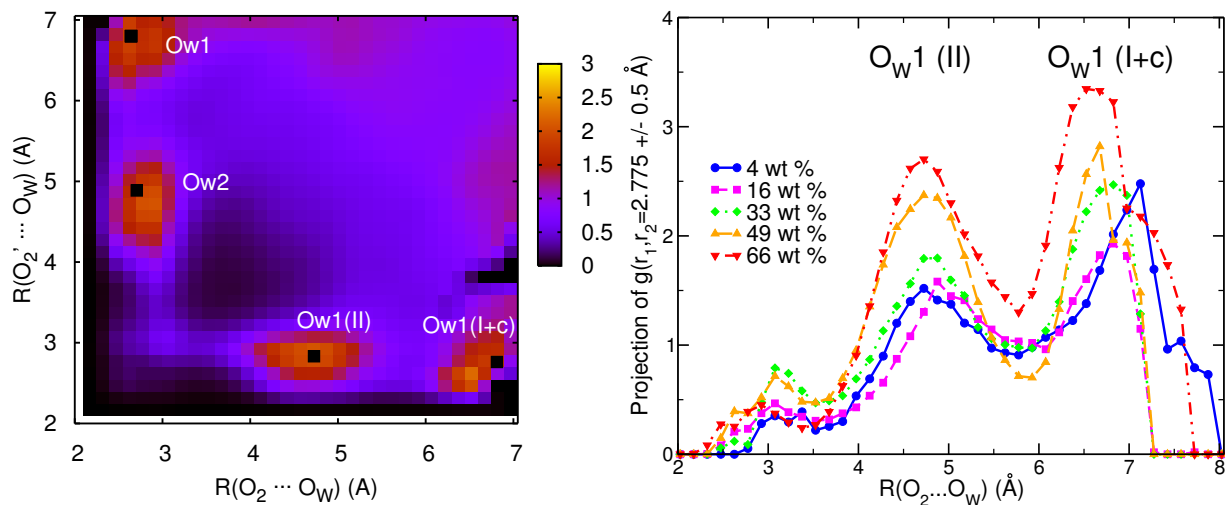 7
6
5
4
3
2
R(O2' ··· OW) (A)
Ow1
Ow2
Ow1(II)
Ow1(I+c)
2
3
4
5
6
7
R(O2 ··· OW) (A)
3
2.5
2
1.5
1
0.5
0
4
3
2
1
0
Projection of g(r1,r2=2.775 +/- 0.5 Å)
OW1 (II)
OW1 (I+c)
4 wt %
16 wt %
33 wt %
49 wt %
66 wt %
2
3
4
5
6
7
8
R(O2...OW) (Å)